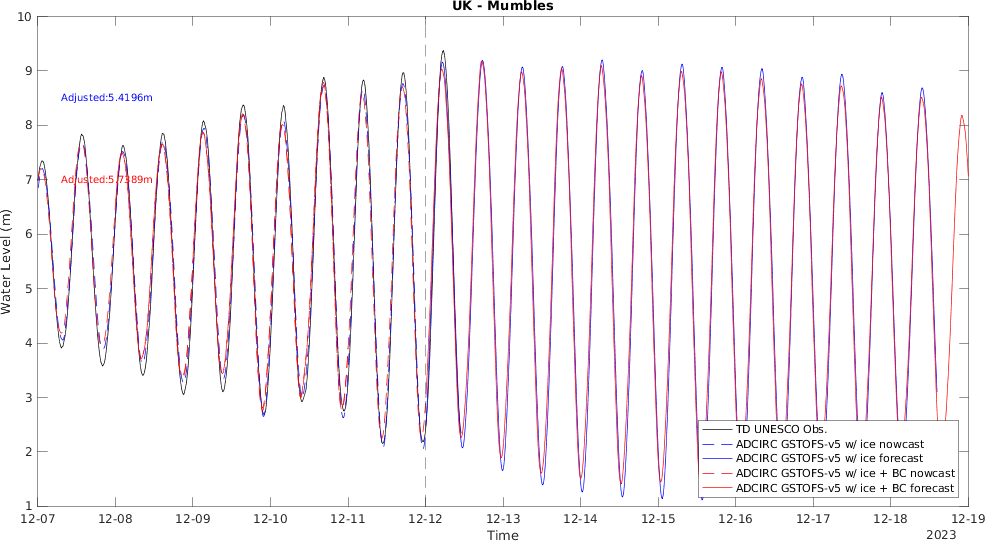 UK - Mumbles
10
9
8
7
6
5
4
3
2
1
Water Level (m)
Adjusted:5.4196m
Adjusted:5.7389m
TD UNESCO Obs.
ADCIRC GSTOFS-v5 w/ ice nowcast
ADCIRC GSTOFS-v5 w/ ice forecast
ADCIRC GSTOFS-v5 w/ ice + BC nowcast
ADCIRC GSTOFS-v5 w/ ice + BC forecast
12-07 12-08 12-09 12-10 12-11 12-12 12-13 12-14 12-15 12-16 12-17 12-18 12-19
Time
2023